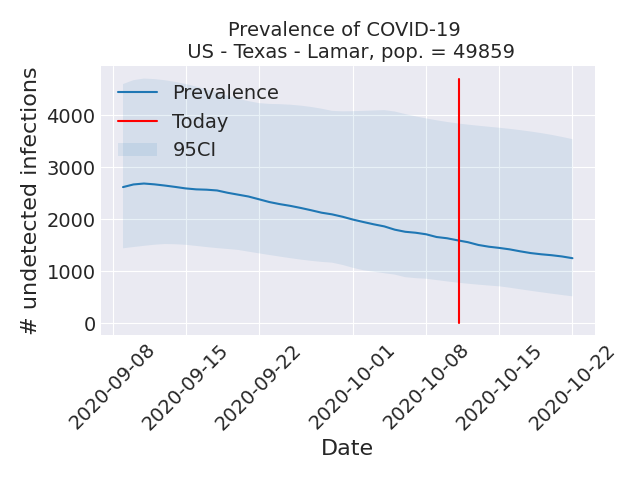 Prevalence of COVID-19
US - Texas - Lamar, pop. = 49859
# undetected infections
4000
3000
2000
1000
0
Prevalence
Today
95CI
2020-09-08
2020-09-15
2020-09-22
2020-10-01
2020-10-08
2020-10-15
2020-10-22
Date